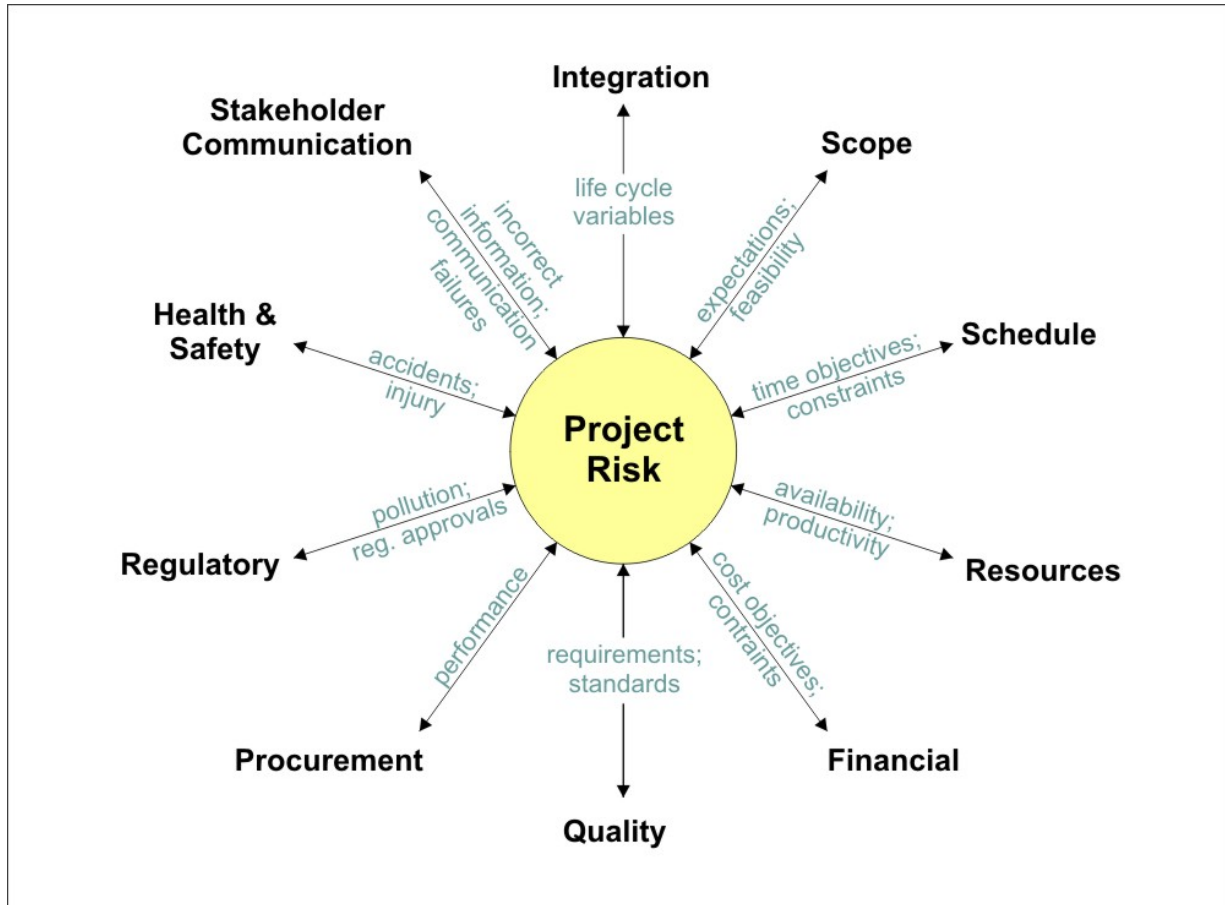 Integration
life cycle
variables
Scope
expectations;
feasibility
Schedule
time objectives;
constraints
Resources
availability;
productivity
Financial
cost objectives;
contraints
Quality
requirements;
standards
Procurement
performance
Regulatory
pollution;
reg. approvals
Health &
Safety
accidents;
injury
Stakeholder
Communication
incorrect
information;
communication
failures
Project
Risk